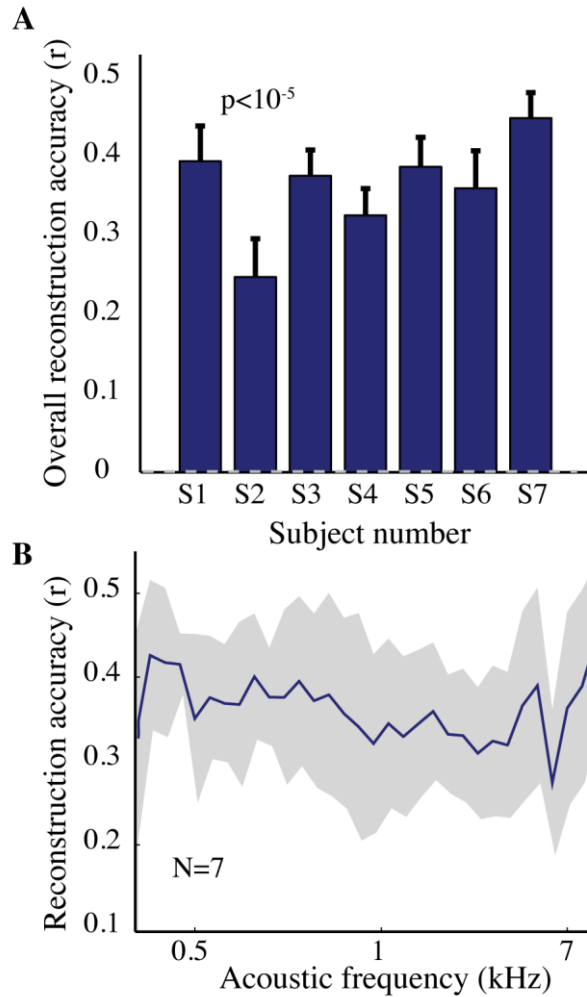 A
Overall reconstruction accuracy (r)
0.5
0.4
0.3
0.2
0.1
0
p<10⁻⁵
S1 S2 S3 S4 S5 S6 S7
Subject number
B
Reconstruction accuracy (r)
0.5
0.4
0.3
0.2
0.1
N=7
0.5 1 7
Acoustic frequency (kHz)